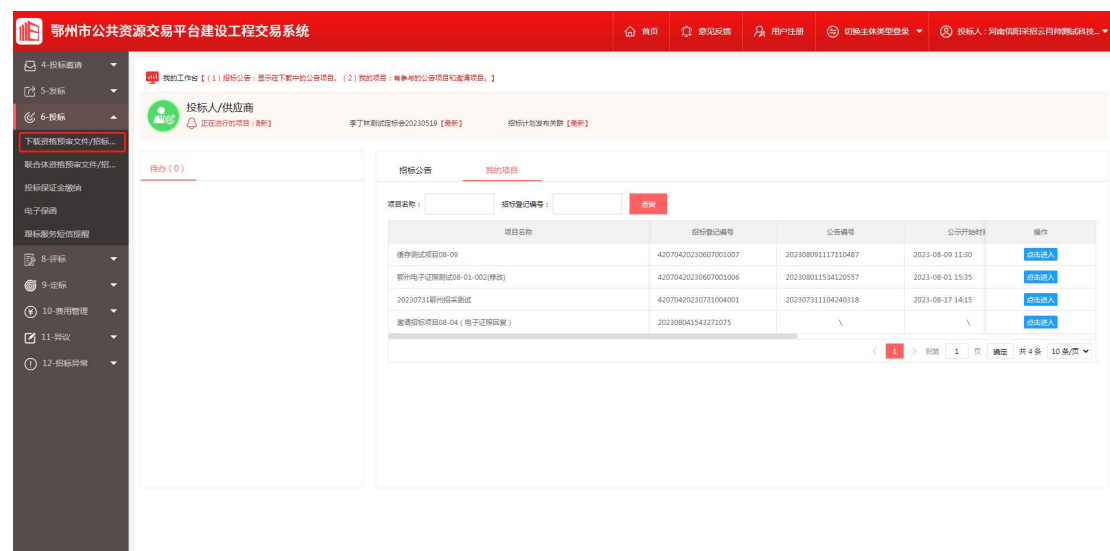 鄂州市公共资源交易平台建设工程交易系统
首页 意见反馈 用户注册 切换主体类型登录 投标人：河南信阳采招云肖帅测试科技...
4-投标邀请
5-发标
6-投标
下载资格预审文件/招标...
联合体资格预审文件/招...
投标保证金缴纳
电子保函
跟标服务短信提醒
8-评标
9-定标
10-费用管理
11-异议
12-招标异常
我的工作台【（1）招标公告：显示在下载中的公告项目。（2）我的项目：有参与的公告项目和邀请项目。】
投标人/供应商
正在进行的项目：最新】 李丁林测试定标会20230519【最新】 招标计划发布关联【最新】
待办（0）
招标公告 我的项目
项目名称： 招标登记编号： 查询
项目名称 招标登记编号 公告编号 公示开始时 操作
缓存测试项目08-09 42070420230607001007 202308091117110487 2023-08-09 11:30 点击进入
鄂州电子证照测试08-01-002(修改) 42070420230607001006 202308011534120557 2023-08-01 15:35 点击进入
20230731鄂州招采测试 42070420230731004001 202307311104240318 2023-08-17 14:15 点击进入
邀请招标项目08-04（电子证照回复） 202308041543271075 \ \ 点击进入
< 1 > 到第 1 页 确定 共 4 条 10 条/页